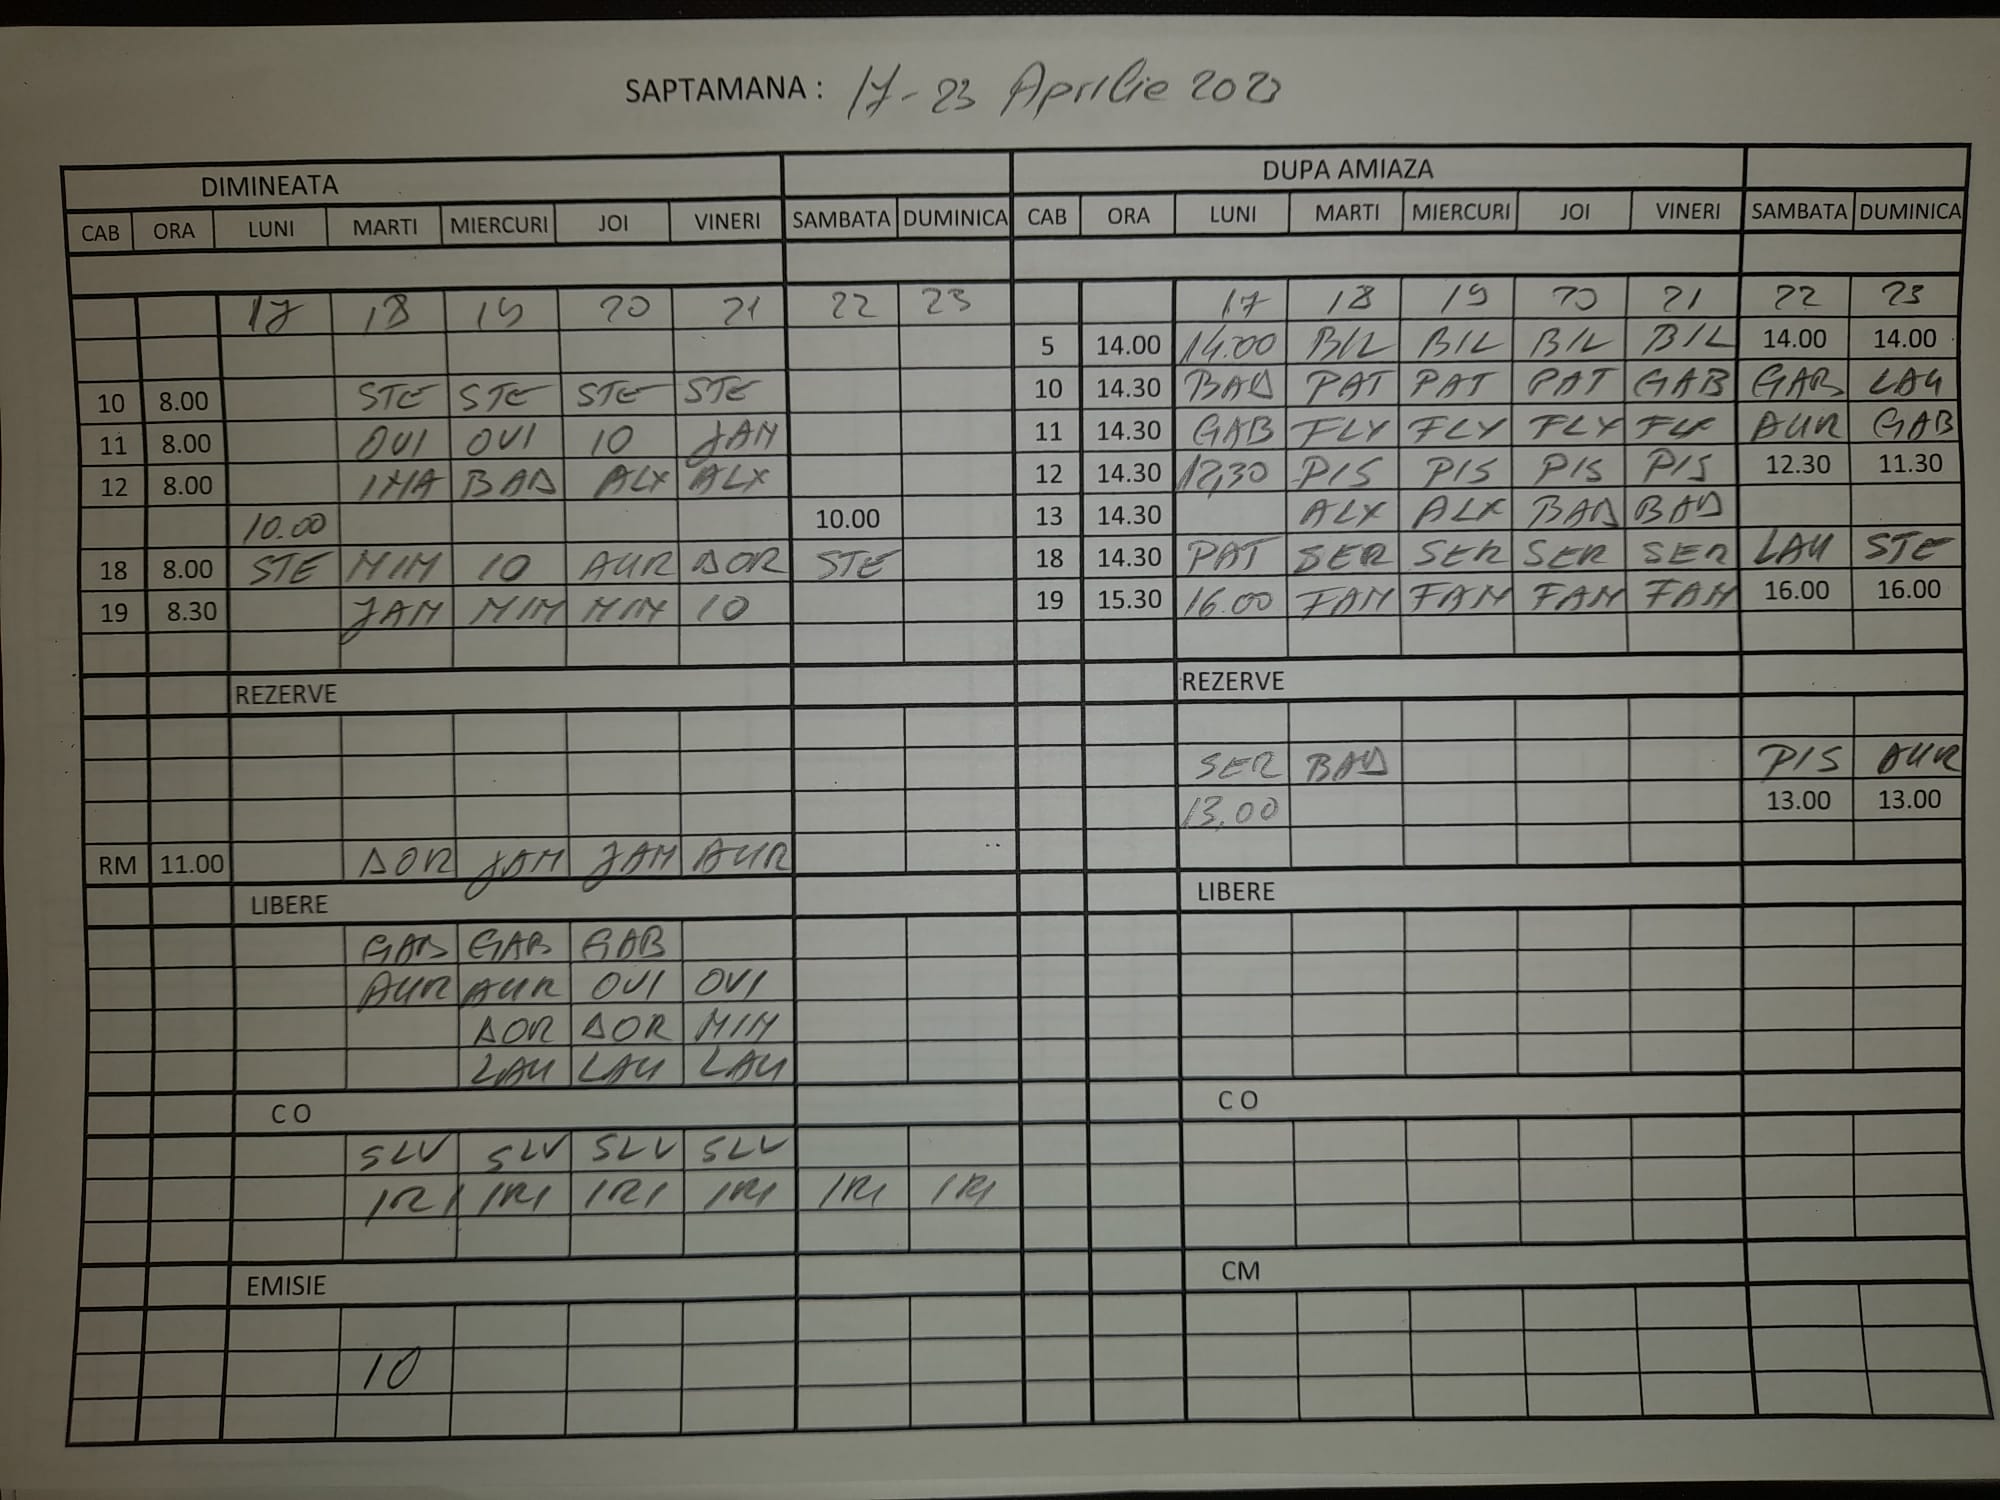 SAPTAMANA : 17-23 Aprilie 2023
DIMINEATA DUPA AMIAZA
CAB ORA LUNI MARTI MIERCURI JOI VINERI SAMBATA DUMINICA CAB ORA LUNI MARTI MIERCURI JOI VINERI SAMBATA DUMINICA
17 18 19 20 21 22 23 17 18 19 20 21 22 23
5 14.00 14.00 BIL BIL BIL BIL 14.00 14.00
10 8.00 STE STE STE STE 10 14.30 BAD PAT PAT PAT GAB GAB LAU
11 8.00 OVI OVI 10 JAM 11 14.30 GAB FLY FLY FLY FLY AUR GAB
12 8.00 INA BAD ALX ALX 12 14.30 12,30 PIS PIS PIS PIS 12.30 11.30
10.00 10.00 13 14.30 ALX ALX BAD BAD
18 8.00 STE MIM 10 AUR DOR STE 18 14.30 PAT SER SER SER SER LAU STE
19 8.30 JAM MIM MIM 10 19 15.30 16.00 FAM FAM FAM FAM 16.00 16.00
REZERVE REZERVE
SER BAD PIS AUR
13,00 13.00 13.00
RM 11.00 DOR JAM JAM AUR
LIBERE LIBERE
GAB GAB GAB
AUR AUR OVI OVI
DOR DOR MIM
LAU LAU LAU
C O C O
SLV SLV SLV SLV
IRI IRI IRI IRI IRI IRI
EMISIE CM
10